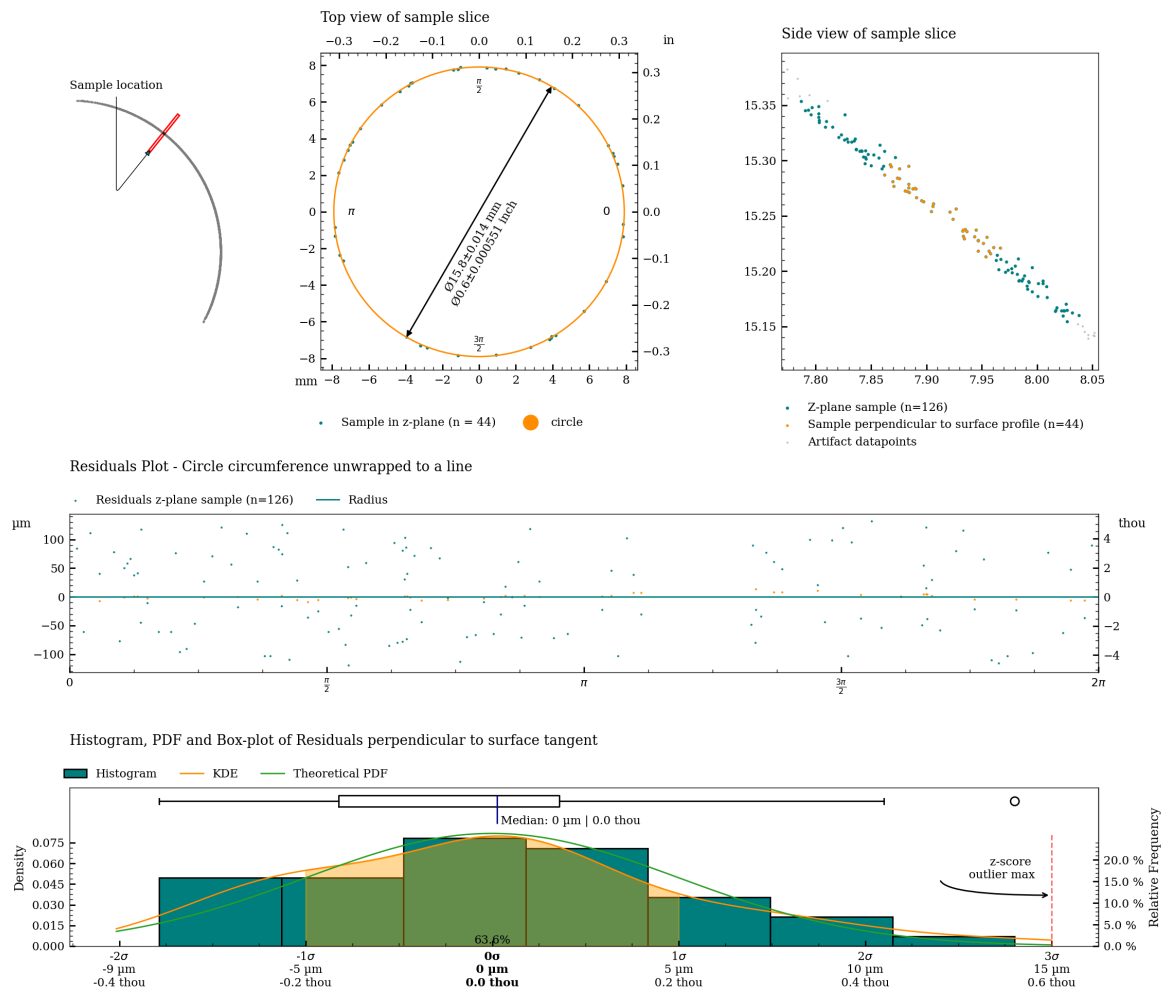 Top view of sample slice
−0.3 −0.2 −0.1 0.0 0.1 0.2 0.3 in
Side view of sample slice
Sample location
8
6
4
2
0
−2
−4
−6
−8
π/2
π
0
3π/2
Ø15.8±0.014 mm
Ø0.6±0.000551 inch
0.3
0.2
0.1
0.0
−0.1
−0.2
−0.3
mm −8 −6 −4 −2 0 2 4 6 8
15.35
15.30
15.25
15.20
15.15
7.80 7.85 7.90 7.95 8.00 8.05
Sample in z-plane (n = 44) circle
Z-plane sample (n=126)
Sample perpendicular to surface profile (n=44)
Artifact datapoints
Residuals Plot - Circle circumference unwrapped to a line
Residuals z-plane sample (n=126) Radius
µm
thou
100
50
0
−50
−100
4
2
0
−2
−4
0 π/2 π 3π/2 2π
Histogram, PDF and Box-plot of Residuals perpendicular to surface tangent
Histogram KDE Theoretical PDF
Median: 0 µm | 0.0 thou
Density
0.075
0.060
0.045
0.030
0.015
0.000
z-score
outlier max
Relative Frequency
20.0 %
15.0 %
10.0 %
5.0 %
0.0 %
63.6%
-2σ -1σ 0σ 1σ 2σ 3σ
-9 µm -5 µm 0 µm 5 µm 10 µm 15 µm
-0.4 thou -0.2 thou 0.0 thou 0.2 thou 0.4 thou 0.6 thou